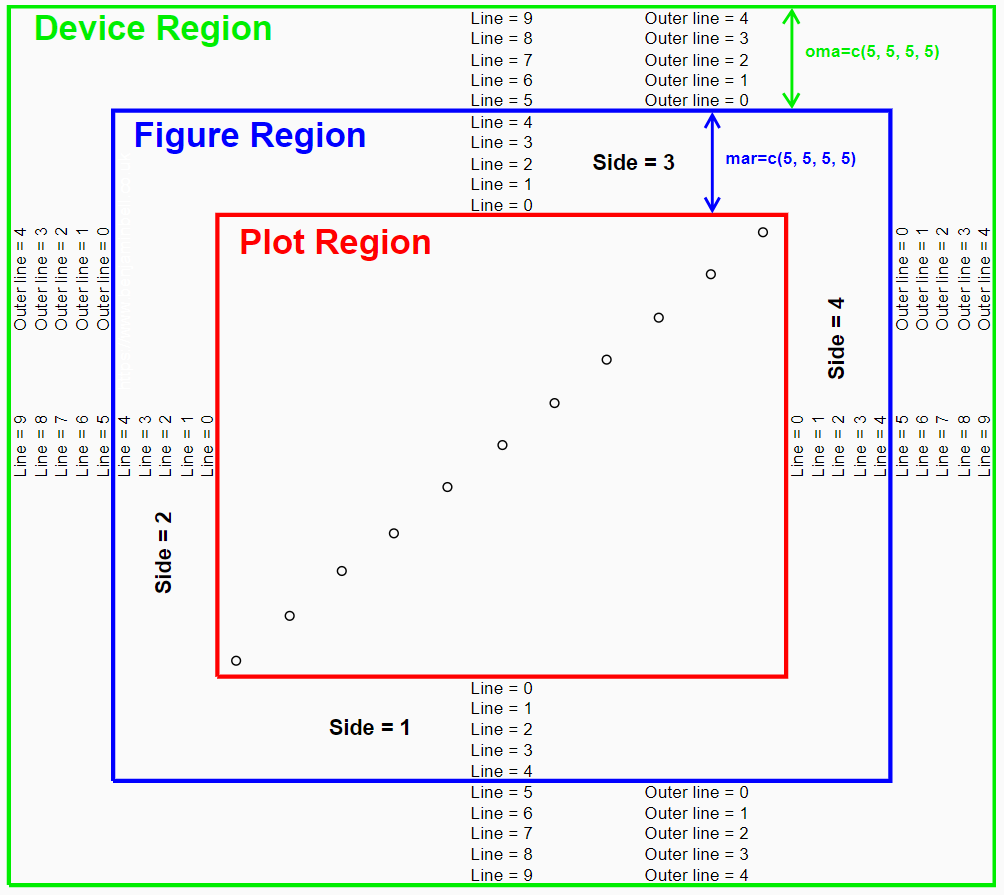 Device Region
Line = 9
Outer line = 4
Line = 8
Outer line = 3
Line = 7
Outer line = 2
Line = 6
Outer line = 1
Line = 5
Outer line = 0
oma=c(5, 5, 5, 5)
Figure Region
Line = 4
Line = 3
Line = 2
Line = 1
Line = 0
Side = 3
mar=c(5, 5, 5, 5)
Plot Region
Outer line = 4
Outer line = 3
Outer line = 2
Outer line = 1
Outer line = 0
Line = 9
Line = 8
Line = 7
Line = 6
Line = 5
Line = 4
Line = 3
Line = 2
Line = 1
Line = 0
Side = 2
Side = 4
Outer line = 0
Outer line = 1
Outer line = 2
Outer line = 3
Outer line = 4
Line = 0
Line = 1
Line = 2
Line = 3
Line = 4
Line = 5
Line = 6
Line = 7
Line = 8
Line = 9
Side = 1
Line = 0
Line = 1
Line = 2
Line = 3
Line = 4
Line = 5
Outer line = 0
Line = 6
Outer line = 1
Line = 7
Outer line = 2
Line = 8
Outer line = 3
Line = 9
Outer line = 4